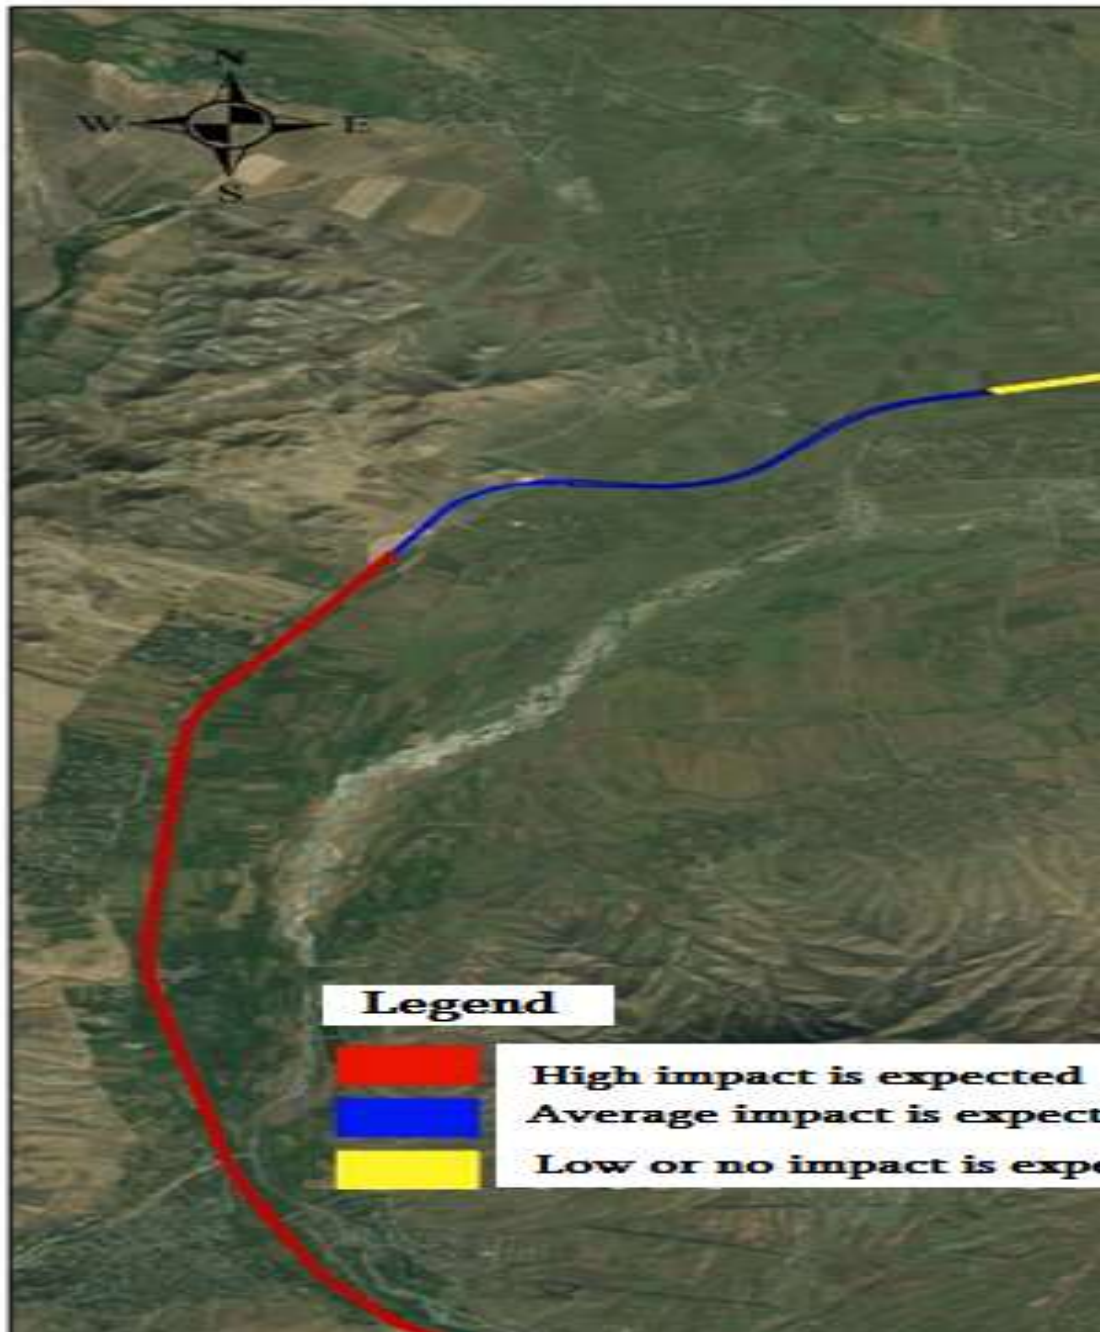 N
W E
S
Legend
High impact is expected
Average impact is expect
Low or no impact is expe